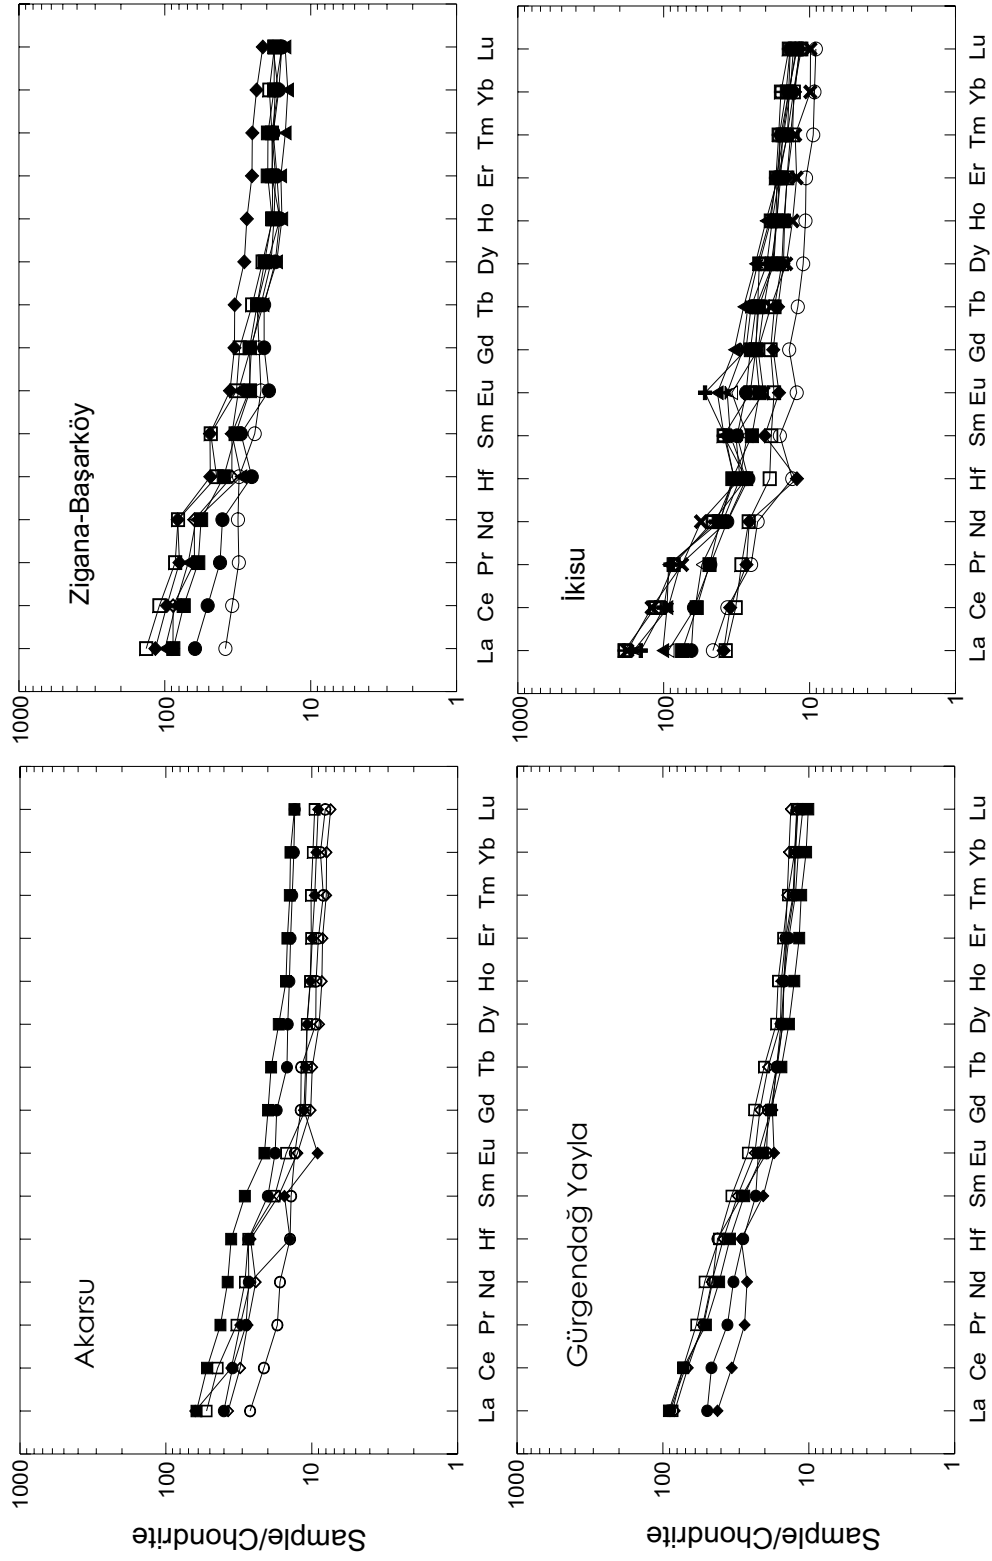 Akarsu
Sample/Chondrite
1000
100
10
1
La Ce Pr Nd Hf Sm Eu Gd Tb Dy Ho Er Tm Yb Lu
Zigana-Başarköy
1000
100
10
1
La Ce Pr Nd Hf Sm Eu Gd Tb Dy Ho Er Tm Yb Lu
Gürgendağ Yayla
Sample/Chondrite
1000
100
10
1
La Ce Pr Nd Hf Sm Eu Gd Tb Dy Ho Er Tm Yb Lu
İkisu
1000
100
10
1
La Ce Pr Nd Hf Sm Eu Gd Tb Dy Ho Er Tm Yb Lu